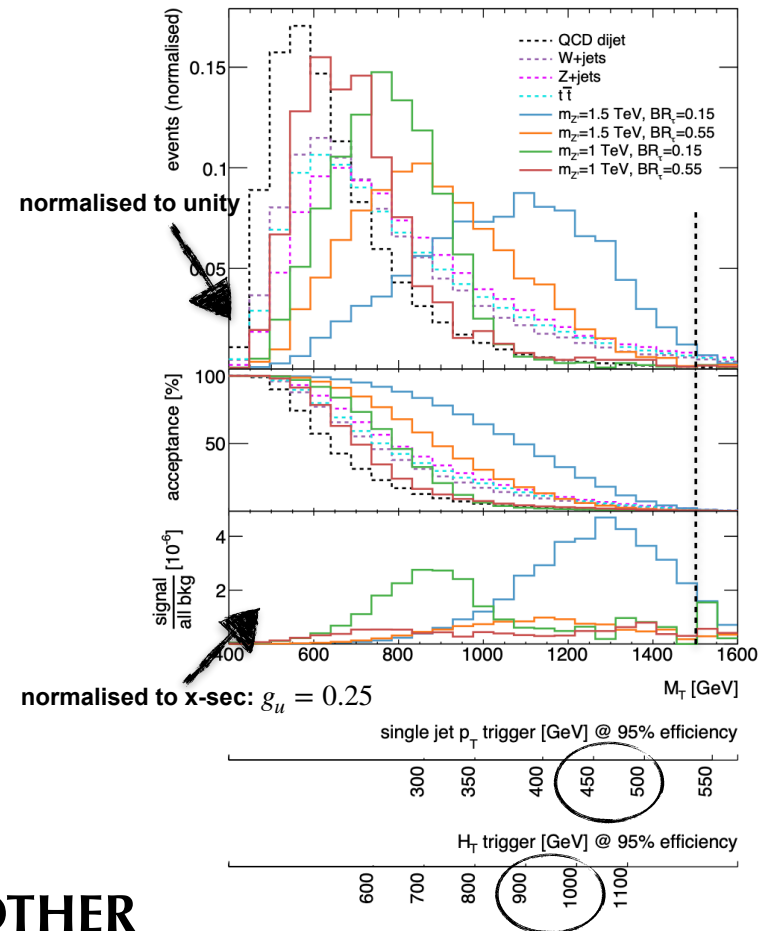 events (normalised)
0.15
0.1
0.05
QCD dijet
W+jets
Z+jets
tt̅
m_Z'=1.5 TeV, BR_τ=0.15
m_Z'=1.5 TeV, BR_τ=0.55
m_Z'=1 TeV, BR_τ=0.15
m_Z'=1 TeV, BR_τ=0.55
normalised to unity
acceptance [%]
100
50
signal
all bkg
[10⁻⁶]
4
2
400 600 800 1000 1200 1400 1600
M_T [GeV]
normalised to x-sec: g_u = 0.25
single jet p_T trigger [GeV] @ 95% efficiency
300 350 400 450 500 550
H_T trigger [GeV] @ 95% efficiency
600 700 800 900 1000 1100
OTHER